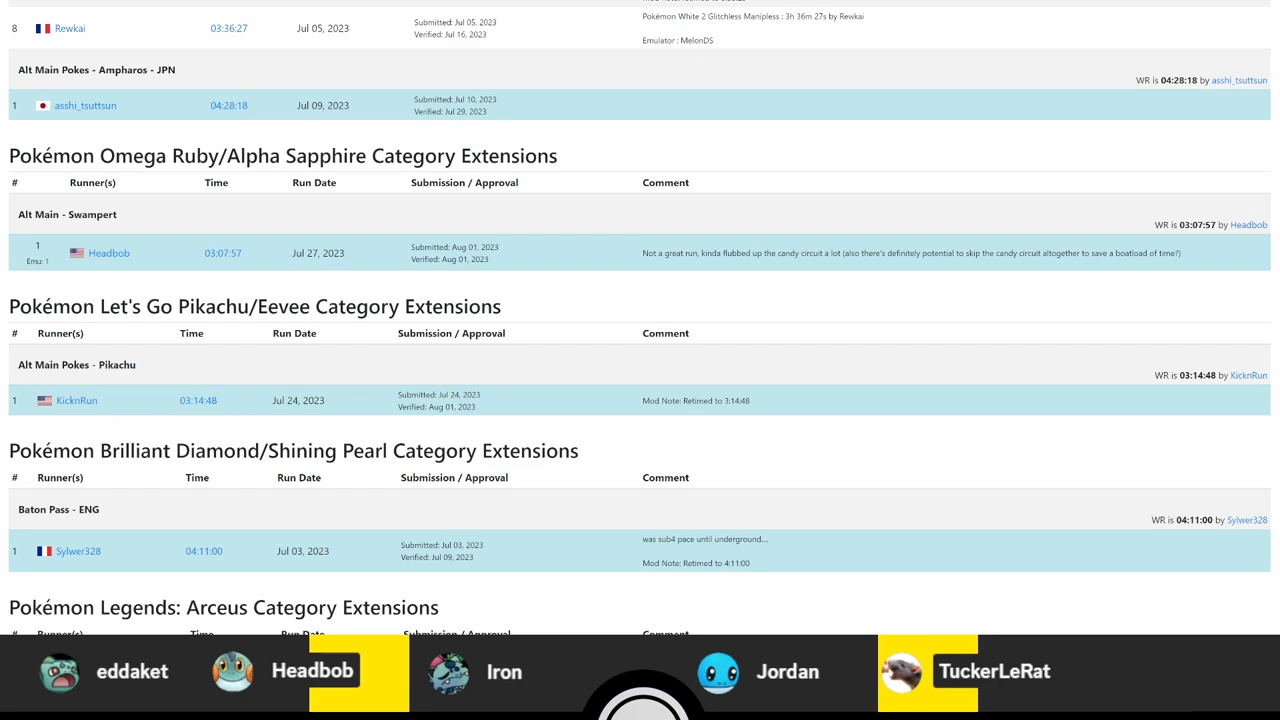 8 Rewkai 03:36:27 Jul 05, 2023 Submitted: Jul 05, 2023 Pokémon White 2 Glitchless Manipless : 3h 36m 27s by Rewkai
Verified: Jul 16, 2023
Emulator : MelonDS
Alt Main Pokes - Ampharos - JPN
WR is 04:28:18 by asshi_tsuttsun
1 asshi_tsuttsun 04:28:18 Jul 09, 2023 Submitted: Jul 10, 2023
Verified: Jul 29, 2023
Pokémon Omega Ruby/Alpha Sapphire Category Extensions
# Runner(s) Time Run Date Submission / Approval Comment
Alt Main - Swampert
WR is 03:07:57 by Headbob
1 Headbob 03:07:57 Jul 27, 2023 Submitted: Aug 01, 2023 Not a great run, kinda flubbed up the candy circuit a lot (also there's definitely potential to skip the candy circuit altogether to save a boatload of time?)
Emu: 1 Verified: Aug 01, 2023
Pokémon Let's Go Pikachu/Eevee Category Extensions
# Runner(s) Time Run Date Submission / Approval Comment
Alt Main Pokes - Pikachu
WR is 03:14:48 by KicknRun
1 KicknRun 03:14:48 Jul 24, 2023 Submitted: Jul 24, 2023 Mod Note: Retimed to 3:14:48
Verified: Aug 01, 2023
Pokémon Brilliant Diamond/Shining Pearl Category Extensions
# Runner(s) Time Run Date Submission / Approval Comment
Baton Pass - ENG
WR is 04:11:00 by Sylwer328
1 Sylwer328 04:11:00 Jul 03, 2023 Submitted: Jul 03, 2023 was sub4 pace until underground...
Verified: Jul 09, 2023 Mod Note: Retimed to 4:11:00
Pokémon Legends: Arceus Category Extensions
# Runner(s) Time Run Date Submission / Approval Comment
eddaket Headbob Iron Jordan TuckerLeRat